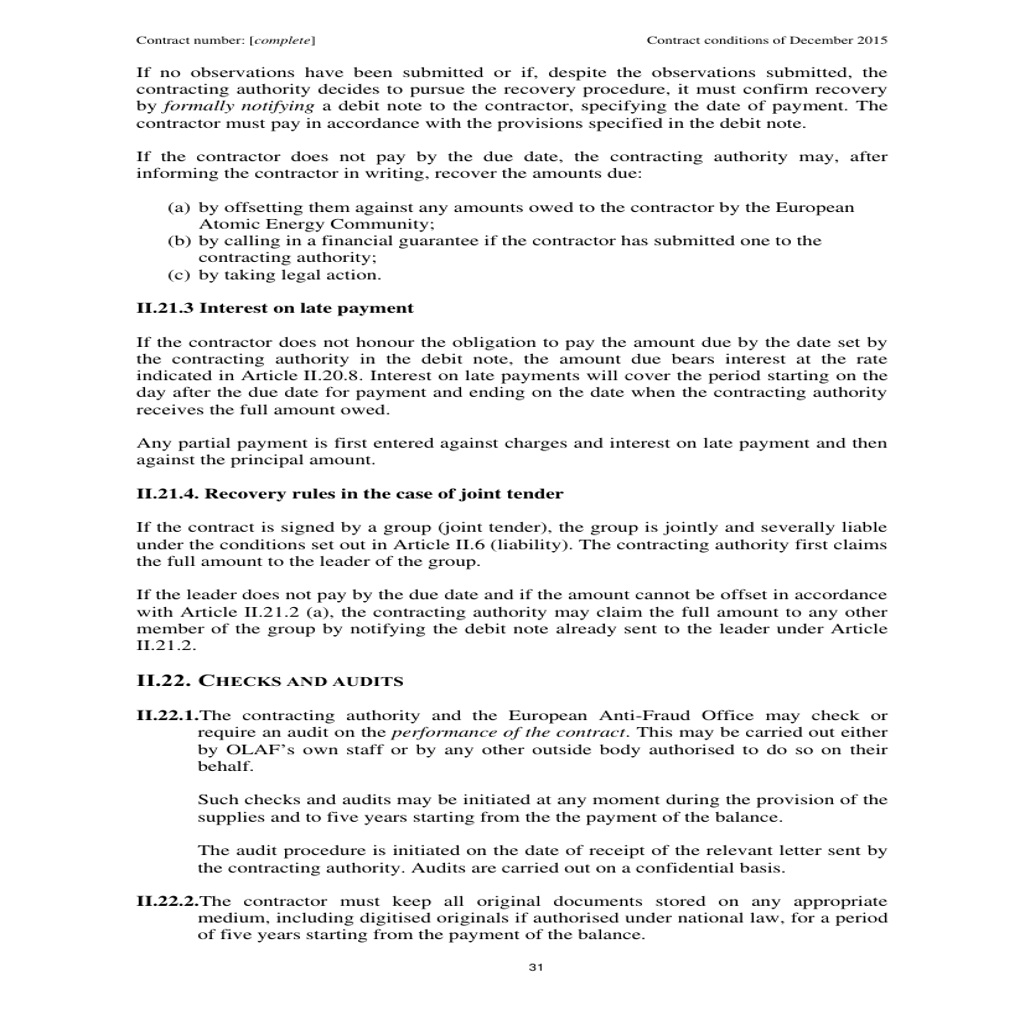 Contract number: [complete]
Contract conditions of December 2015
If no observations have been submitted or if, despite the observations submitted, the
contracting authority decides to pursue the recovery procedure, it must confirm recovery
by formally notifying a debit note to the contractor, specifying the date of payment. The
contractor must pay in accordance with the provisions specified in the debit note.
If the contractor does not pay by the due date, the contracting authority may, after
informing the contractor in writing, recover the amounts due:
(a) by offsetting them against any amounts owed to the contractor by the European
Atomic Energy Community;
(b) by calling in a financial guarantee if the contractor has submitted one to the
contracting authority;
(c) by taking legal action.
II.21.3 Interest on late payment
If the contractor does not honour the obligation to pay the amount due by the date set by
the contracting authority in the debit note, the amount due bears interest at the rate
indicated in Article II.20.8. Interest on late payments will cover the period starting on the
day after the due date for payment and ending on the date when the contracting authority
receives the full amount owed.
Any partial payment is first entered against charges and interest on late payment and then
against the principal amount.
II.21.4. Recovery rules in the case of joint tender
If the contract is signed by a group (joint tender), the group is jointly and severally liable
under the conditions set out in Article II.6 (liability). The contracting authority first claims
the full amount to the leader of the group.
If the leader does not pay by the due date and if the amount cannot be offset in accordance
with Article II.21.2 (a), the contracting authority may claim the full amount to any other
member of the group by notifying the debit note already sent to the leader under Article
II.21.2.
II.22. CHECKS AND AUDITS
II.22.1.The contracting authority and the European Anti-Fraud Office may check or
require an audit on the performance of the contract. This may be carried out either
by OLAF's own staff or by any other outside body authorised to do so on their
behalf.
Such checks and audits may be initiated at any moment during the provision of the
supplies and to five years starting from the the payment of the balance.
The audit procedure is initiated on the date of receipt of the relevant letter sent by
the contracting authority. Audits are carried out on a confidential basis.
II.22.2.The contractor must keep all original documents stored on any appropriate
medium, including digitised originals if authorised under national law, for a period
of five years starting from the payment of the balance.
31